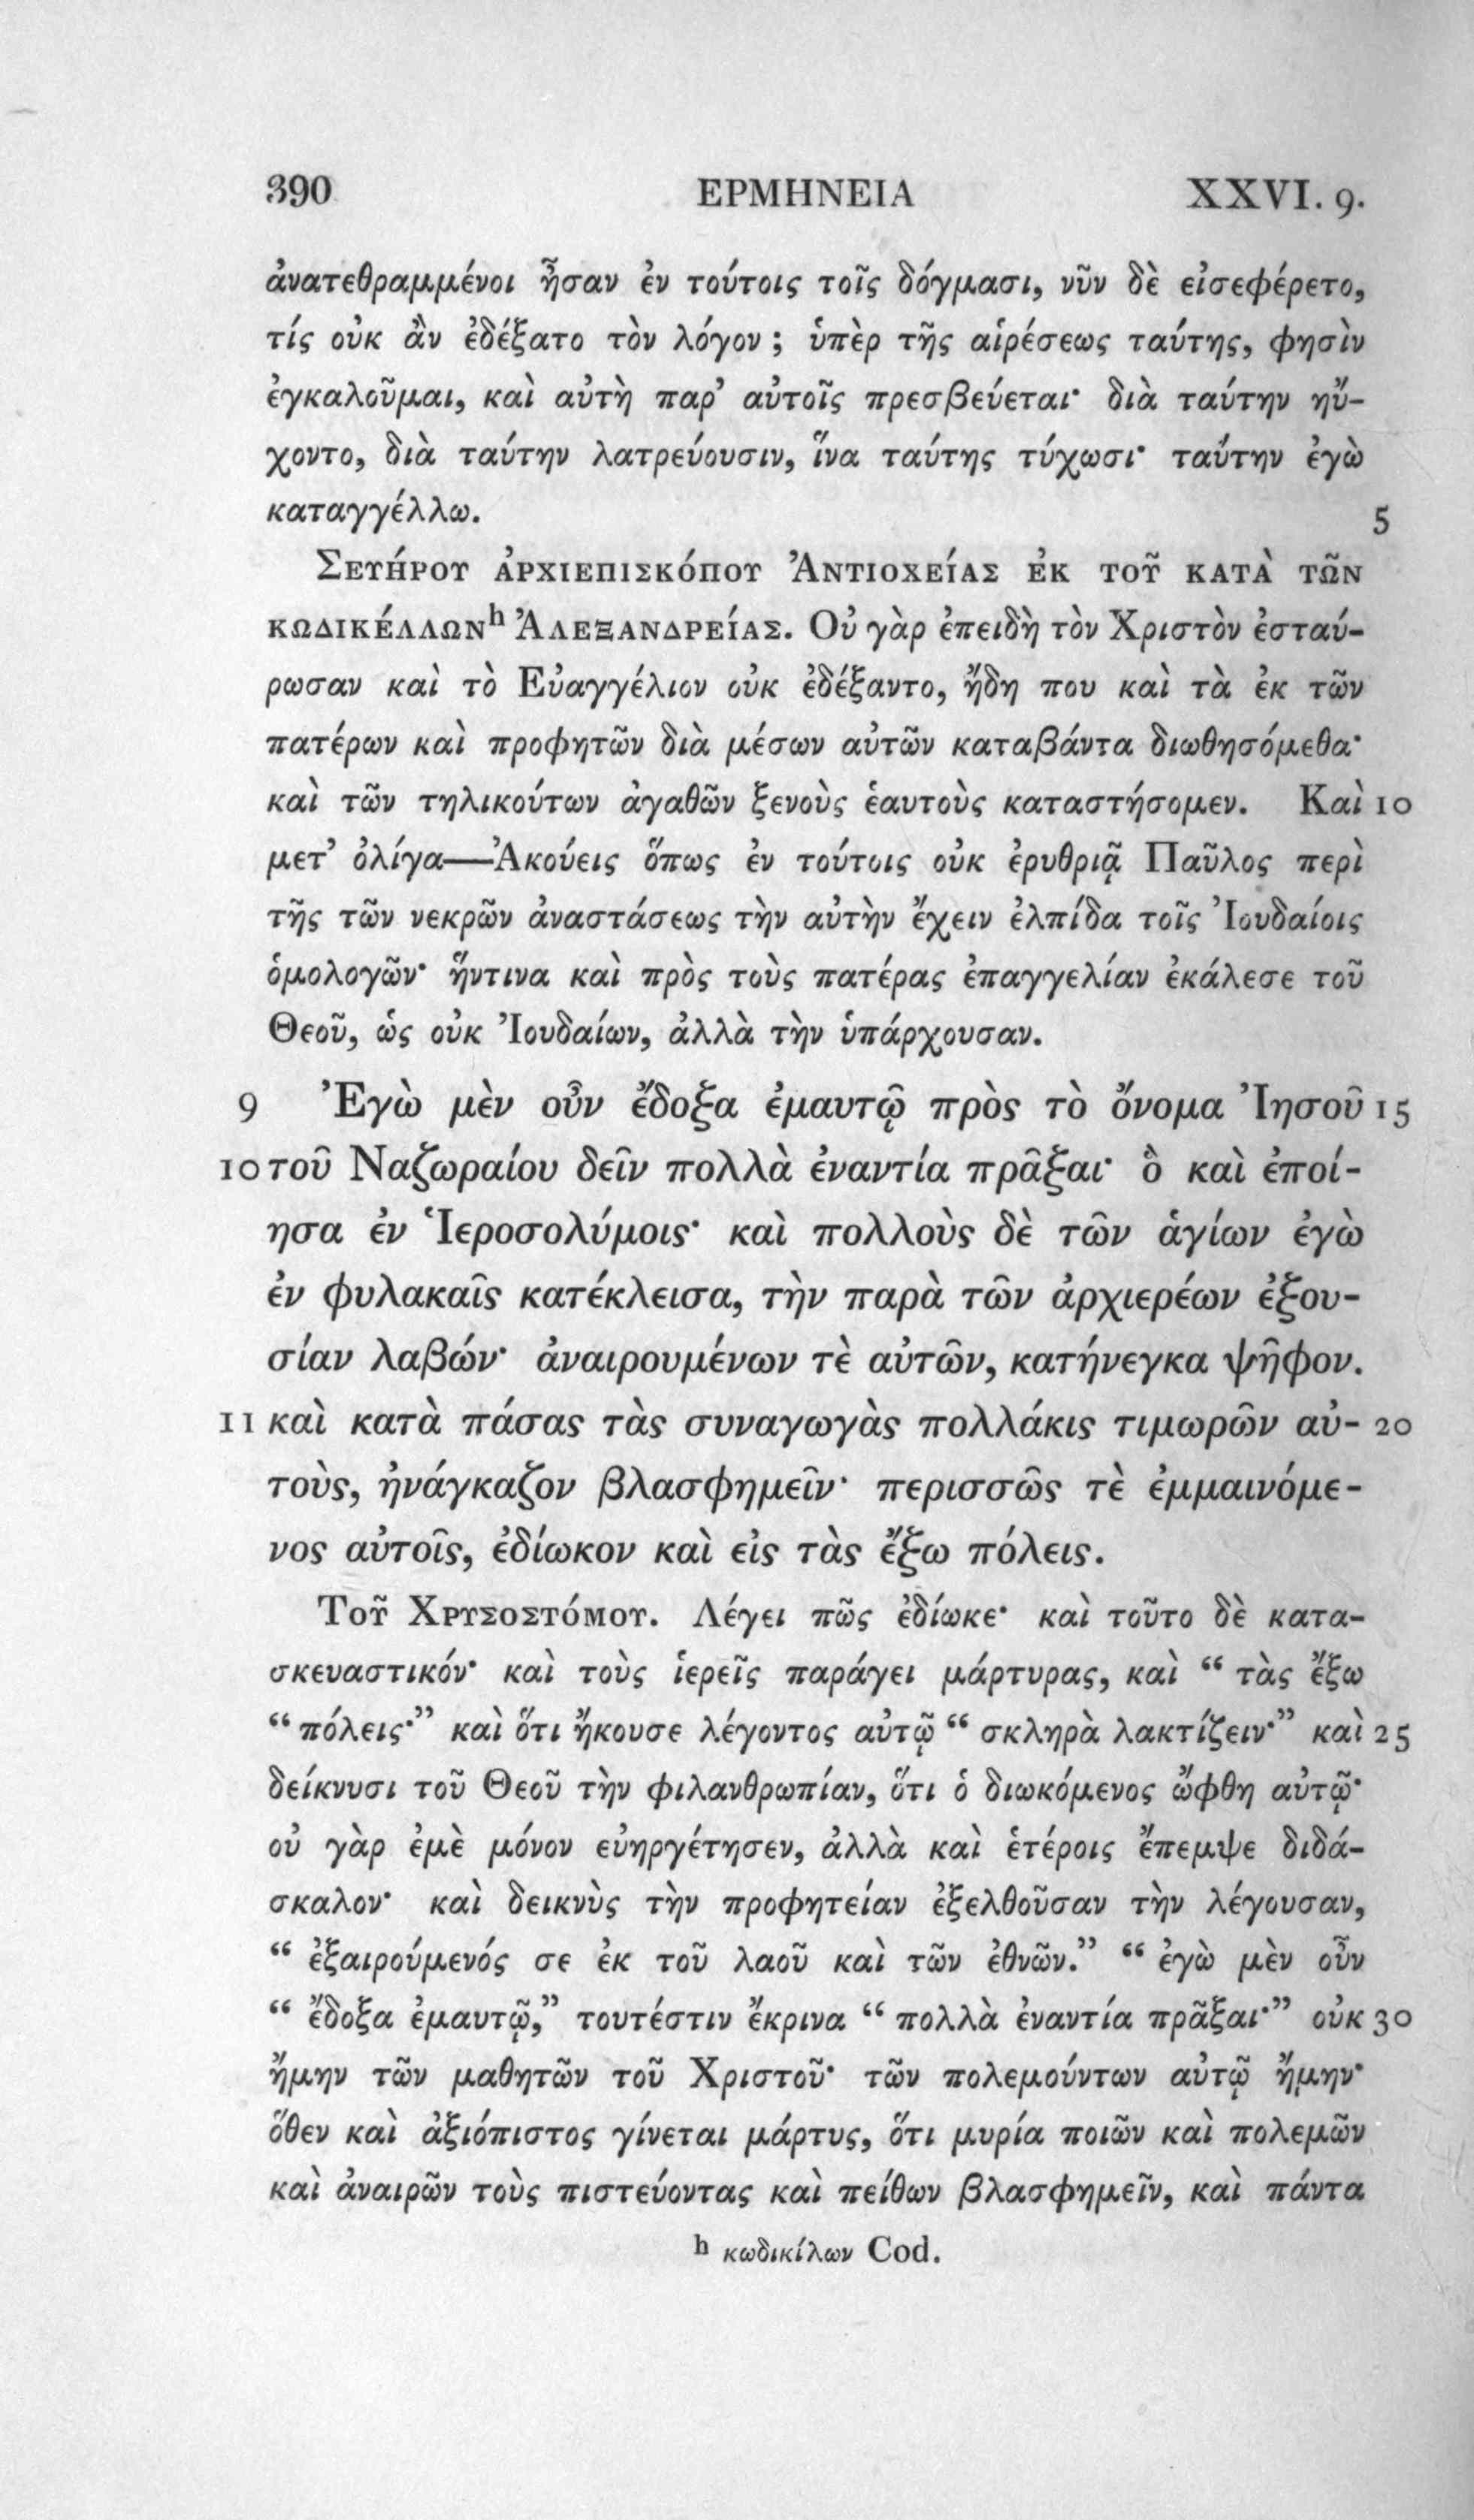 390 ΕΡΜΗΝΕΙΑ XXVI. 9.
ἀνατεθραμμένοι ἦσαν ἐν τούτοις τοῖς δόγμασι, νῦν δὲ εἰσεφέρετο,
τίς οὐκ ἂν ἐδέξατο τὸν λόγον ; ὑπὲρ τῆς αἱρέσεως ταύτης, φησὶν
ἐγκαλοῦμαι, καὶ αὐτὴ παρ’ αὐτοῖς πρεσβεύεται· διὰ ταύτην ηὔ-
χοντο, διὰ ταύτην λατρεύουσιν, ἵνα ταύτης τύχωσι· ταύτην ἐγὼ
καταγγέλλω. 5
Σευήρου ἀρχιεπισκόπου Ἀντιοχείας ἐκ τοῦ κατὰ τῶν
κωδικέλλων^h Ἀλεξανδρείας. Οὐ γὰρ ἐπειδὴ τὸν Χριστὸν ἐσταύ-
ρωσαν καὶ τὸ Εὐαγγέλιον οὐκ ἐδέξαντο, ἤδη που καὶ τὰ ἐκ τῶν
πατέρων καὶ προφητῶν διὰ μέσων αὐτῶν καταβάντα διωθησόμεθα·
καὶ τῶν τηλικούτων ἀγαθῶν ξενοὺς ἑαυτοὺς καταστήσομεν. Καὶ 10
μετ’ ὀλίγα—Ἀκούεις ὅπως ἐν τούτοις οὐκ ἐρυθριᾷ Παῦλος περὶ
τῆς τῶν νεκρῶν ἀναστάσεως τὴν αὐτὴν ἔχειν ἐλπίδα τοῖς Ἰουδαίοις
ὁμολογῶν· ἥντινα καὶ πρὸς τοὺς πατέρας ἐπαγγελίαν ἐκάλεσε τοῦ
Θεοῦ, ὡς οὐκ Ἰουδαίων, ἀλλὰ τὴν ὑπάρχουσαν.
9 Ἐγὼ μὲν οὖν ἔδοξα ἐμαυτῷ πρὸς τὸ ὄνομα Ἰησοῦ 15
10 τοῦ Ναζωραίου δεῖν πολλὰ ἐναντία πρᾶξαι· ὃ καὶ ἐποί-
ησα ἐν Ἱεροσολύμοις· καὶ πολλοὺς δὲ τῶν ἁγίων ἐγὼ
ἐν φυλακαῖς κατέκλεισα, τὴν παρὰ τῶν ἀρχιερέων ἐξου-
σίαν λαβών· ἀναιρουμένων τὲ αὐτῶν, κατήνεγκα ψῆφον.
11 καὶ κατὰ πάσας τὰς συναγωγὰς πολλάκις τιμωρῶν αὐ- 20
τοὺς, ἠνάγκαζον βλασφημεῖν· περισσῶς τὲ ἐμμαινόμε-
νος αὐτοῖς, ἐδίωκον καὶ εἰς τὰς ἔξω πόλεις.
Τοῦ Χρυσοστόμου. Λέγει πῶς ἐδίωκε· καὶ τοῦτο δὲ κατα-
σκευαστικόν· καὶ τοὺς ἱερεῖς παράγει μάρτυρας, καὶ “ τὰς ἔξω
“ πόλεις·” καὶ ὅτι ἤκουσε λέγοντος αὐτῷ “ σκληρὰ λακτίζειν·” καὶ 25
δείκνυσι τοῦ Θεοῦ τὴν φιλανθρωπίαν, ὅτι ὁ διωκόμενος ὤφθη αὐτῷ·
οὐ γὰρ ἐμὲ μόνον εὐηργέτησεν, ἀλλὰ καὶ ἑτέροις ἔπεμψε διδά-
σκαλον· καὶ δεικνὺς τὴν προφητείαν ἐξελθοῦσαν τὴν λέγουσαν,
“ ἐξαιρούμενός σε ἐκ τοῦ λαοῦ καὶ τῶν ἐθνῶν.” “ ἐγὼ μὲν οὖν
“ ἔδοξα ἐμαυτῷ,” τουτέστιν ἔκρινα “ πολλὰ ἐναντία πρᾶξαι·” οὐκ 30
ἤμην τῶν μαθητῶν τοῦ Χριστοῦ· τῶν πολεμούντων αὐτῷ ἤμην·
ὅθεν καὶ ἀξιόπιστος γίνεται μάρτυς, ὅτι μυρία ποιῶν καὶ πολεμῶν
καὶ ἀναιρῶν τοὺς πιστεύοντας καὶ πείθων βλασφημεῖν, καὶ πάντα
h κωδικίλων Cod.